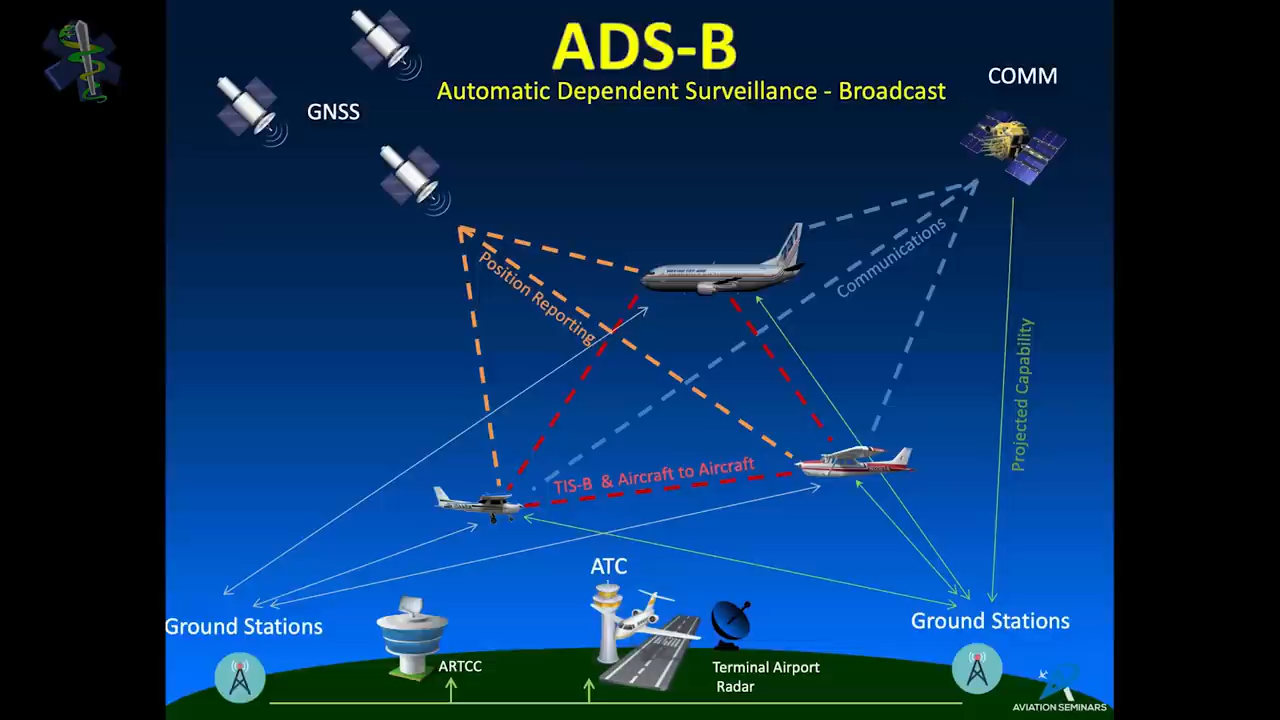 ADS-B
Automatic Dependent Surveillance - Broadcast
COMM
GNSS
Position Reporting
Communications
Projected Capability
TIS-B & Aircraft to Aircraft
ATC
Ground Stations
Ground Stations
ARTCC
Terminal Airport
Radar
AVIATION SEMINARS